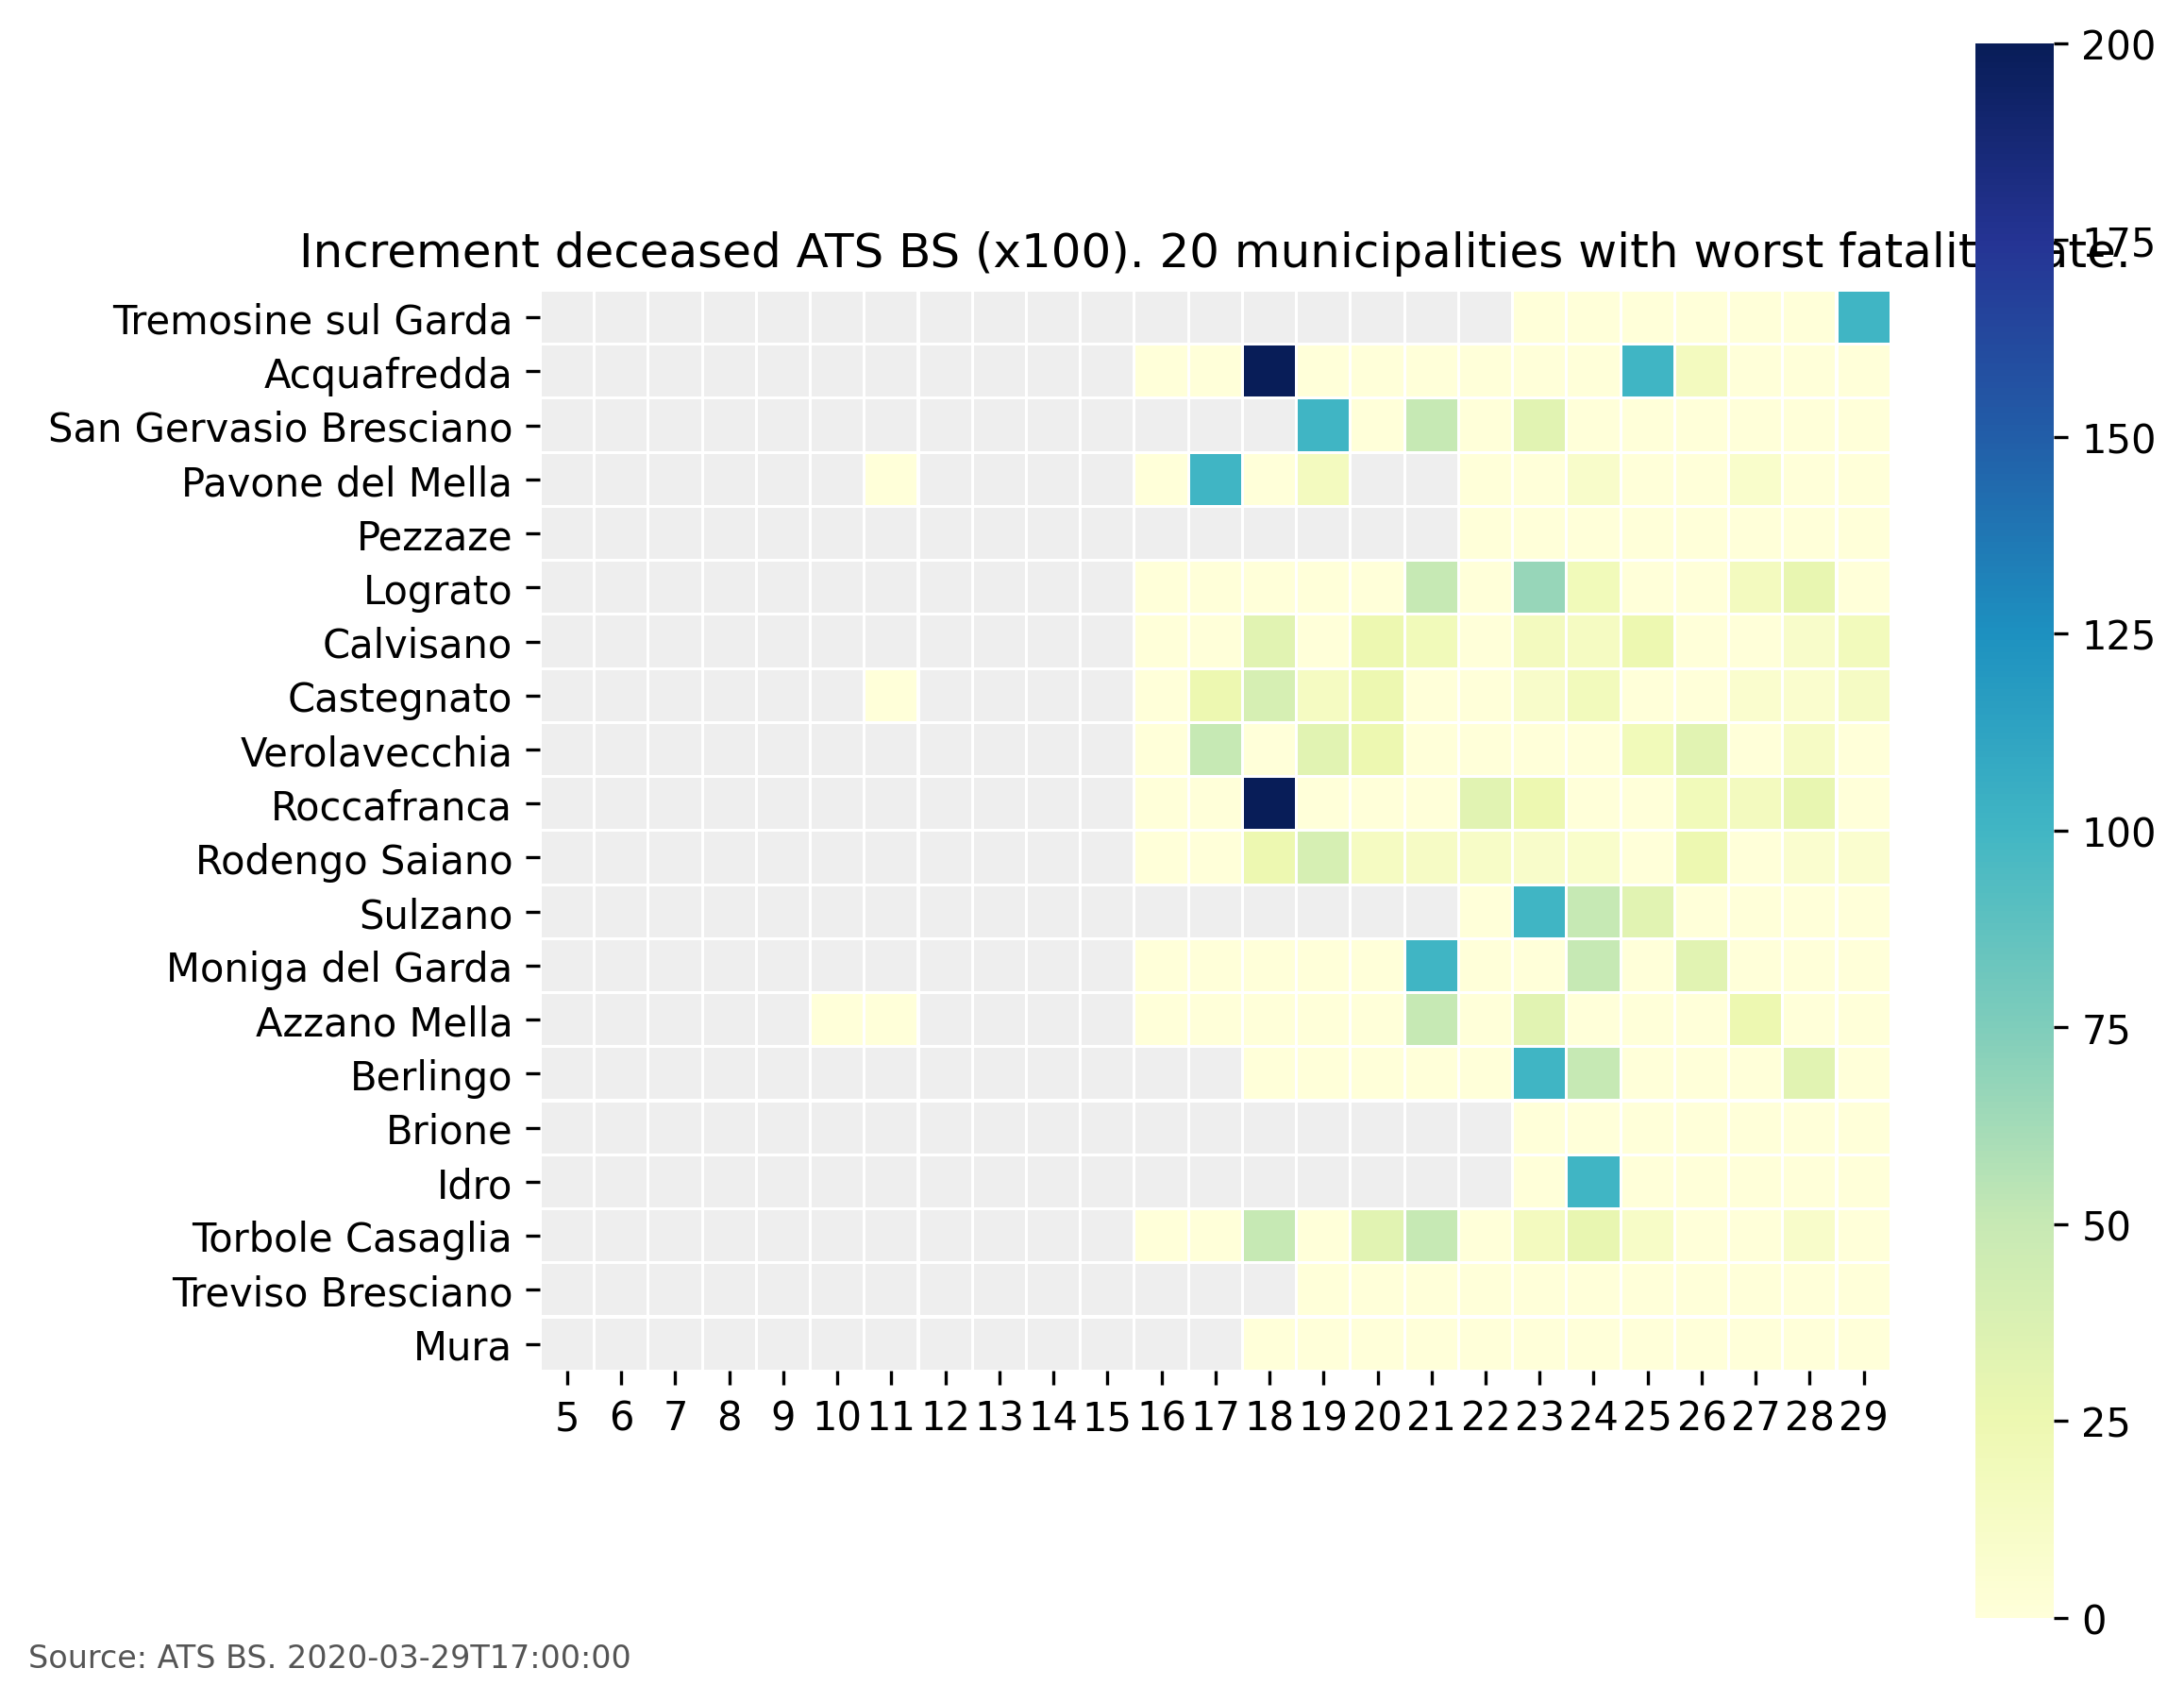 Increment deceased ATS BS (x100). 20 municipalities with worst fatalit ate.
200
175
150
125
100
75
50
25
0
Tremosine sul Garda
Acquafredda
San Gervasio Bresciano
Pavone del Mella
Pezzaze
Lograto
Calvisano
Castegnato
Verolavecchia
Roccafranca
Rodengo Saiano
Sulzano
Moniga del Garda
Azzano Mella
Berlingo
Brione
Idro
Torbole Casaglia
Treviso Bresciano
Mura
5 6 7 8 9 10 11 12 13 14 15 16 17 18 19 20 21 22 23 24 25 26 27 28 29
Source: ATS BS. 2020-03-29T17:00:00